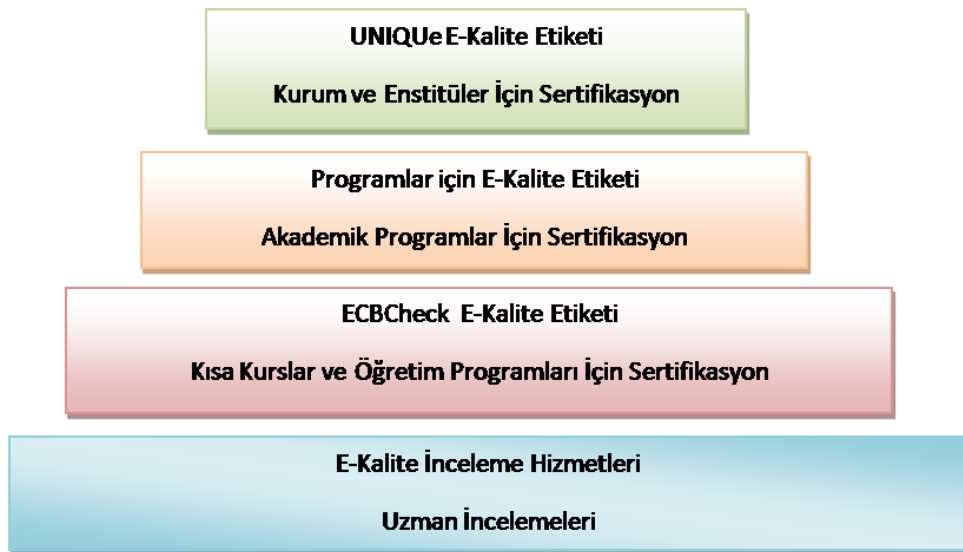 UNIQUe E-Kalite Etiketi
Kurum ve Enstitüler İçin Sertifikasyon
Programlar için E-Kalite Etiketi
Akademik Programlar İçin Sertifikasyon
ECBCheck E-Kalite Etiketi
Kısa Kurslar ve Öğretim Programları İçin Sertifikasyon
E-Kalite İnceleme Hizmetleri
Uzman İncelemeleri